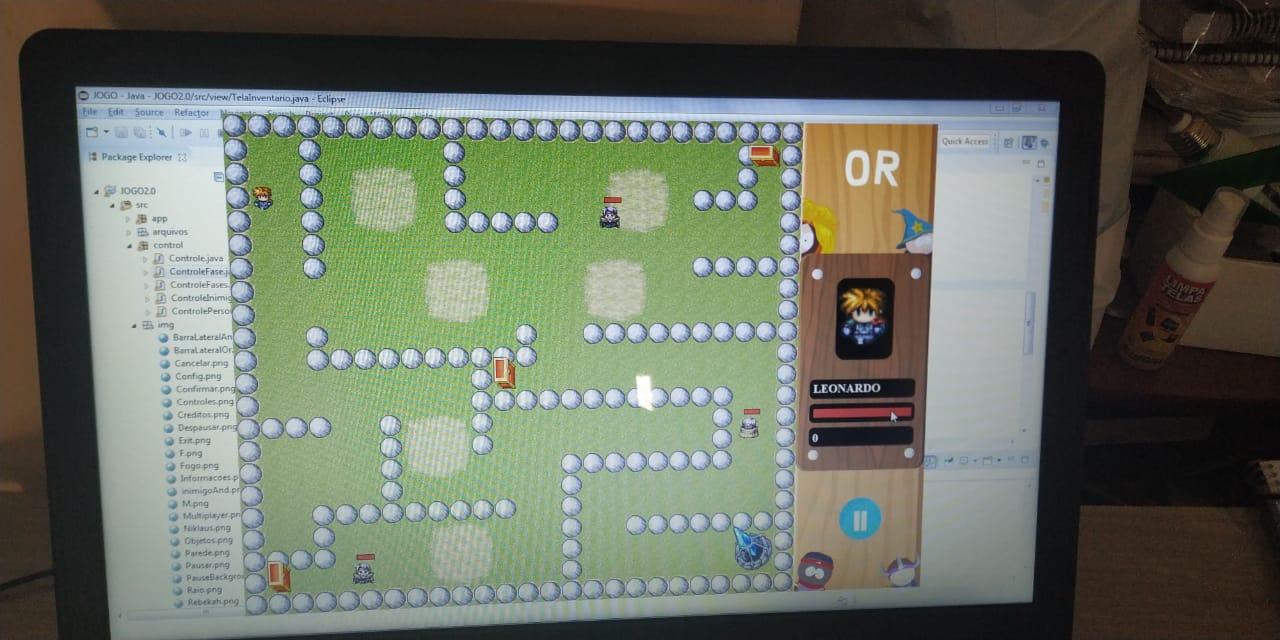 JOGO - Java - JOGO2.0/src/view/TelaInventario.java - Eclipse
File Edit Source Refactor
Quick Access
Package Explorer
JOGO2.0
src
app
arquivos
control
Controle.java
ControleFase.j
ControleFases.
ControleInimig
ControlePerso
img
BarraLateralAn
BarraLateralOr
Cancelar.png
Config.png
Confirmar.png
Controles.png
Creditos.png
Despausar.png
Exit.png
F.png
Fogo.png
Informacoes.p
inimigoAnd.pr
M.png
Multiplayer.pn
Niklaus.png
Objetos.png
Parede.png
Pausar.png
PauseBackgro
Raio.png
Rebekah.png
OR
LEONARDO
0
LIMPA
TELAS